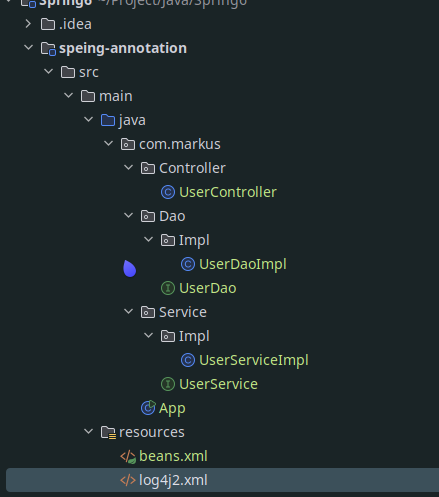 Spring6 ~/Project/Java/Spring6
.idea
speing-annotation
src
main
java
com.markus
Controller
UserController
Dao
Impl
UserDaoImpl
UserDao
Service
Impl
UserServiceImpl
UserService
App
resources
beans.xml
log4j2.xml